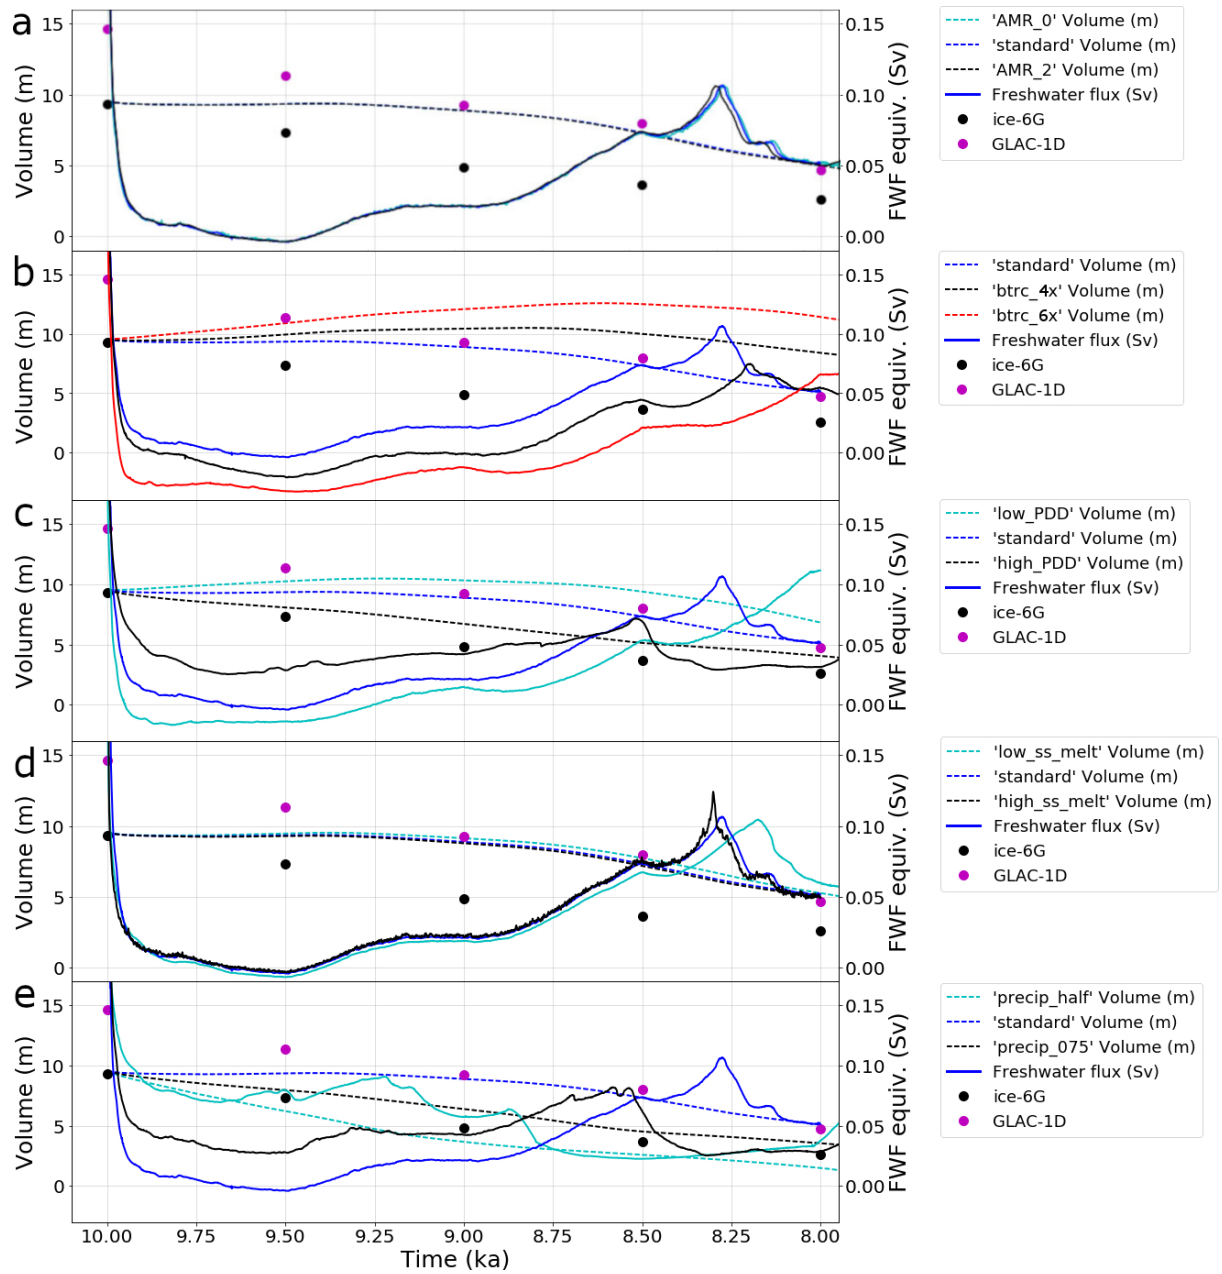 a
15
10
5
0
Volume (m)
0.15
0.10
0.05
0.00
FWF equiv. (Sv)
'AMR_0' Volume (m)
'standard' Volume (m)
'AMR_2' Volume (m)
Freshwater flux (Sv)
ice-6G
GLAC-1D
b
15
10
5
0
Volume (m)
0.15
0.10
0.05
0.00
FWF equiv. (Sv)
'standard' Volume (m)
'btrc_4x' Volume (m)
'btrc_6x' Volume (m)
Freshwater flux (Sv)
ice-6G
GLAC-1D
c
15
10
5
0
Volume (m)
0.15
0.10
0.05
0.00
FWF equiv. (Sv)
'low_PDD' Volume (m)
'standard' Volume (m)
'high_PDD' Volume (m)
Freshwater flux (Sv)
ice-6G
GLAC-1D
d
15
10
5
0
Volume (m)
0.15
0.10
0.05
0.00
FWF equiv. (Sv)
'low_ss_melt' Volume (m)
'standard' Volume (m)
'high_ss_melt' Volume (m)
Freshwater flux (Sv)
ice-6G
GLAC-1D
e
15
10
5
0
Volume (m)
0.15
0.10
0.05
0.00
FWF equiv. (Sv)
'precip_half' Volume (m)
'standard' Volume (m)
'precip_075' Volume (m)
Freshwater flux (Sv)
ice-6G
GLAC-1D
10.00 9.75 9.50 9.25 9.00 8.75 8.50 8.25 8.00
Time (ka)